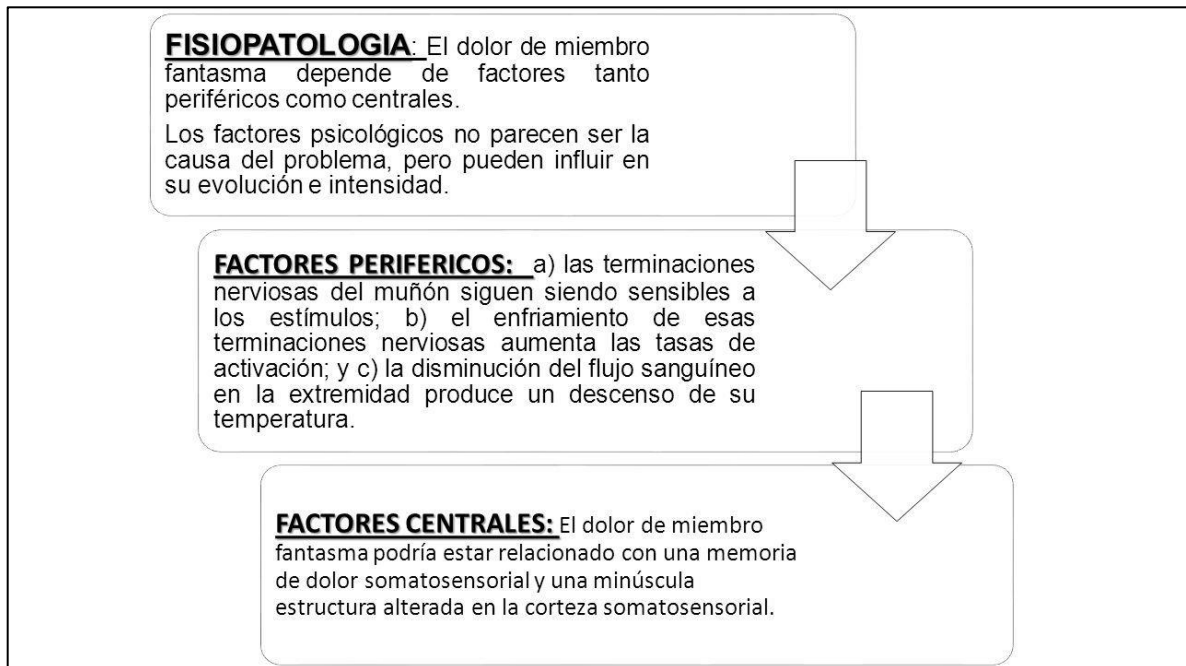 FISIOPATOLOGIA: El dolor de miembro
fantasma depende de factores tanto
periféricos como centrales.
Los factores psicológicos no parecen ser la
causa del problema, pero pueden influir en
su evolución e intensidad.
FACTORES PERIFERICOS: a) las terminaciones
nerviosas del muñón siguen siendo sensibles a
los estímulos; b) el enfriamiento de esas
terminaciones nerviosas aumenta las tasas de
activación; y c) la disminución del flujo sanguíneo
en la extremidad produce un descenso de su
temperatura.
FACTORES CENTRALES: El dolor de miembro
fantasma podría estar relacionado con una memoria
de dolor somatosensorial y una minúscula
estructura alterada en la corteza somatosensorial.